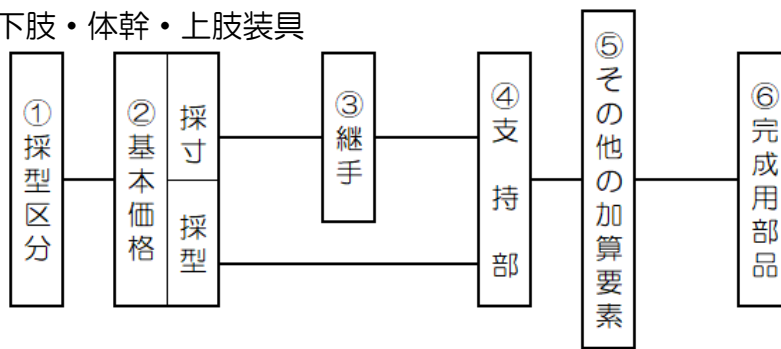 下肢・体幹・上肢装具
①採型区分
②基本価格
採寸
採型
③継手
④支持部
⑤その他の加算要素
⑥完成用部品